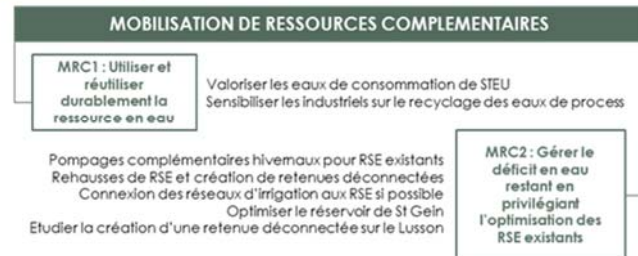 MOBILISATION DE RESSOURCES COMPLEMENTAIRES
MRC1 : Utiliser et
réutiliser
durablement la
ressource en eau
Valoriser les eaux de consommation de STEU
Sensibiliser les industriels sur le recyclage des eaux de process
Pompages complémentaires hivernaux pour RSE existants
Rehausses de RSE et création de retenues déconnectées
Connexion des réseaux d'irrigation aux RSE si possible
Optimiser le réservoir de St Gein
Etudier la création d'une retenue déconnectée sur le Lusson
MRC2 : Gérer le
déficit en eau
restant en
privilégiant
l'optimisation des
RSE existants